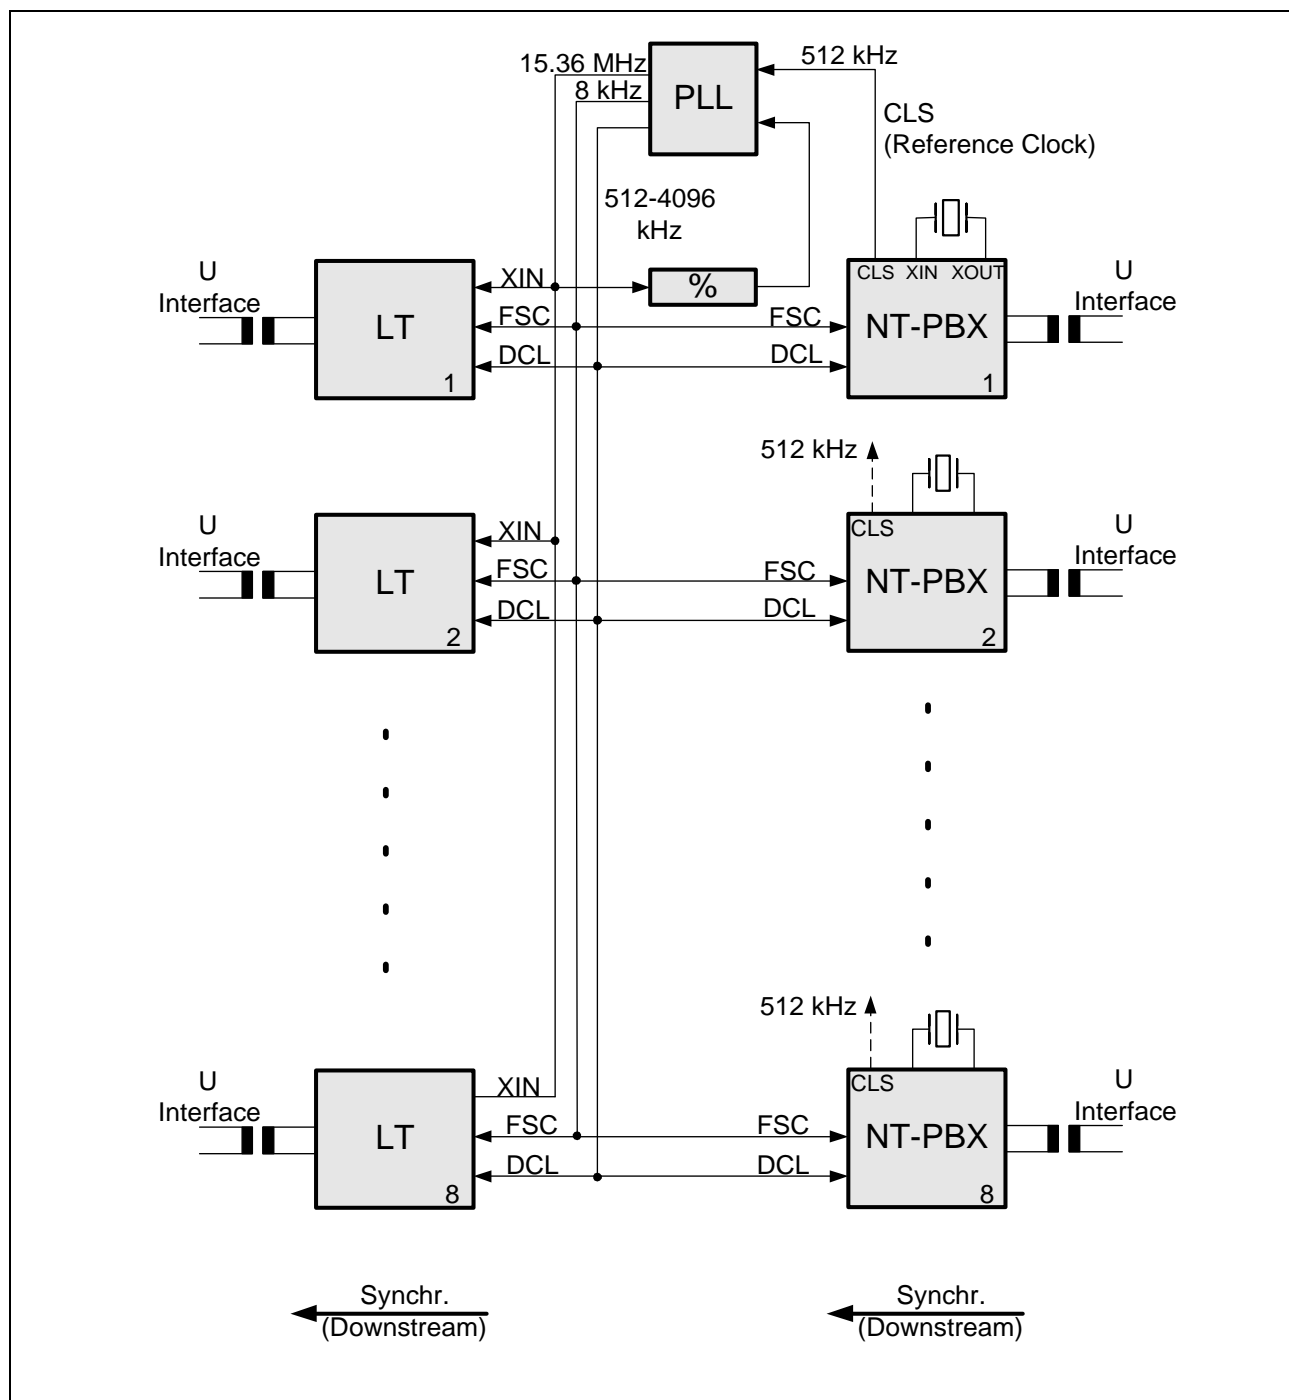 15.36 MHz
8 kHz
PLL
512 kHz
CLS
(Reference Clock)
512-4096
kHz
U
Interface
LT
1
XIN
FSC
DCL
%
FSC
DCL
CLS XIN XOUT
NT-PBX
1
U
Interface
512 kHz
U
Interface
LT
2
XIN
FSC
DCL
FSC
DCL
CLS
NT-PBX
2
U
Interface
512 kHz
U
Interface
LT
8
XIN
FSC
DCL
FSC
DCL
CLS
NT-PBX
8
U
Interface
Synchr.
(Downstream)
Synchr.
(Downstream)